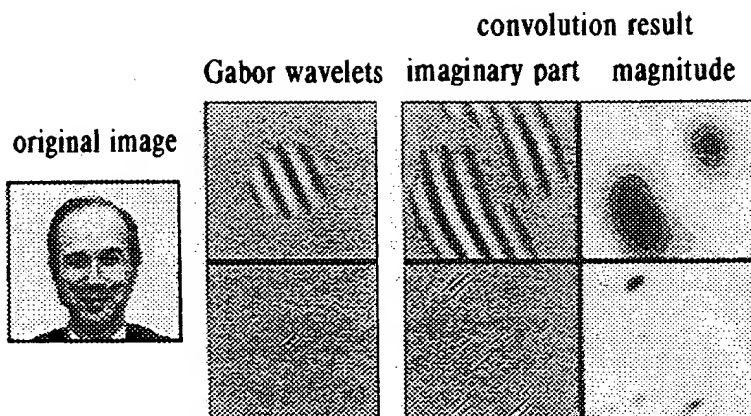 convolution result
Gabor wavelets imaginary part magnitude
original image